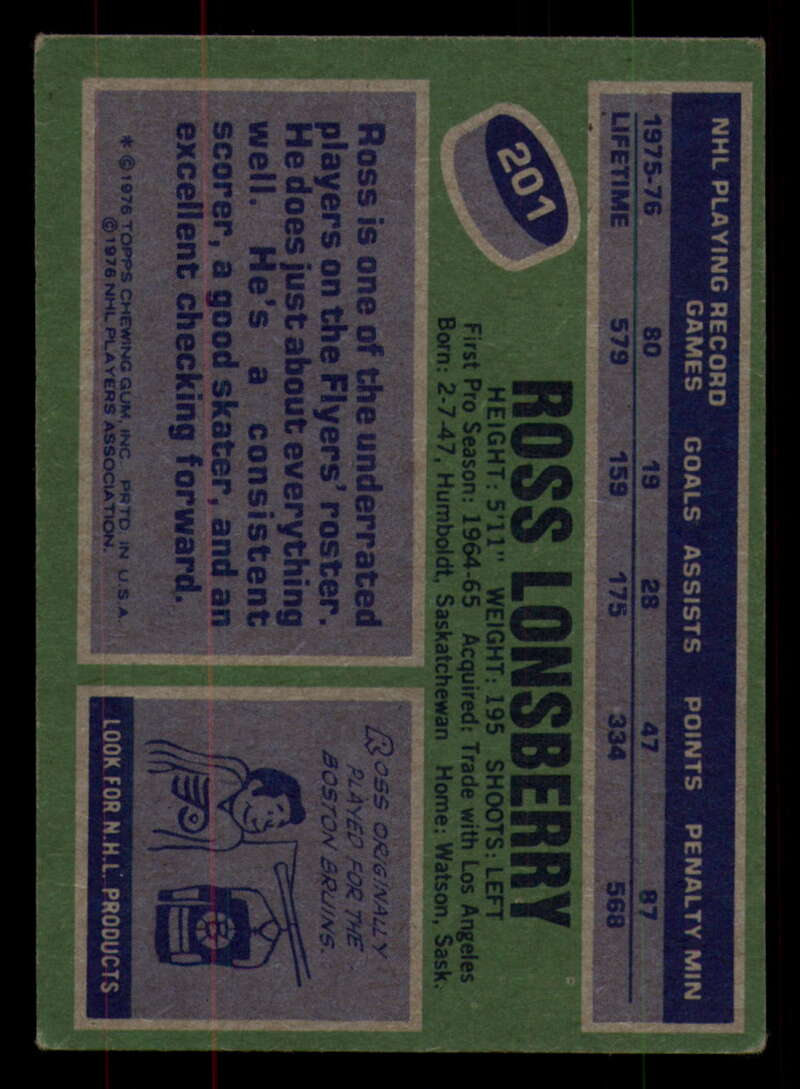 NHL PLAYING RECORD
GAMES GOALS ASSISTS POINTS PENALTY MIN
1975-76 80 19 28 47 87
LIFETIME 579 159 175 334 568
201
ROSS LONSBERRY
HEIGHT: 5'11" WEIGHT: 195 SHOOTS: LEFT
First Pro Season: 1964-65 Acquired: Trade with Los Angeles
Born: 2-7-47, Humboldt, Saskatchewan Home: Watson, Sask.
Ross is one of the underrated
players on the Flyers' roster.
He does just about everything
well. He's a consistent
scorer, a good skater, and an
excellent checking forward.
* © 1976 TOPPS CHEWING GUM, INC. PRTD. IN U.S.A.
© 1976 NHL PLAYERS ASSOCIATION.
ROSS ORIGINALLY
PLAYED FOR THE
BOSTON BRUINS.
B
LOOK FOR N.H.L. PRODUCTS